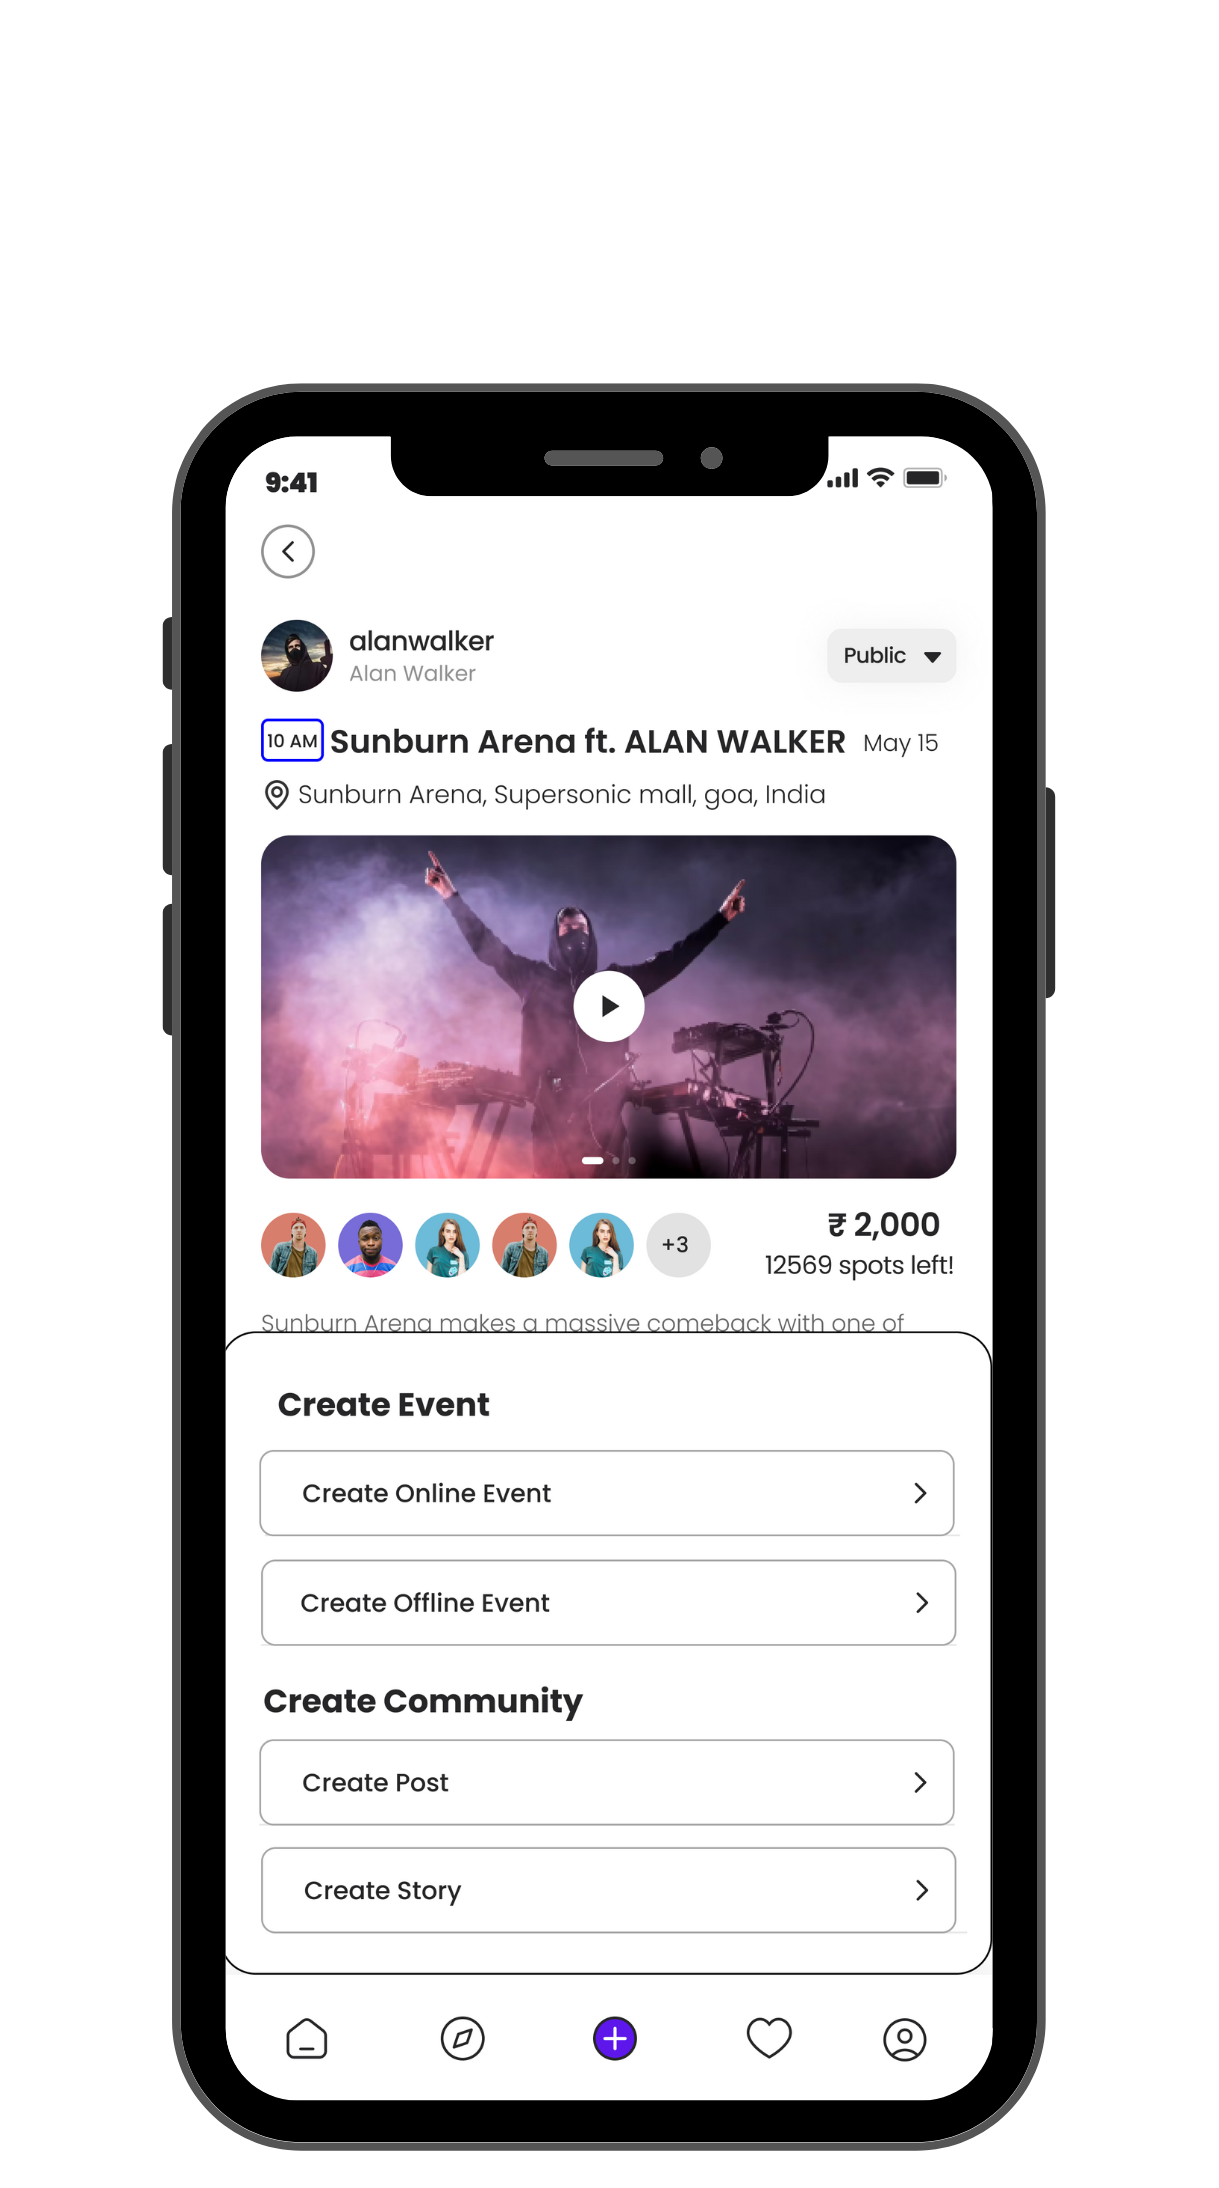 9:41
alanwalker
Alan Walker
Public
10 AM Sunburn Arena ft. ALAN WALKER May 15
Sunburn Arena, Supersonic mall, goa, India
+3
₹ 2,000
12569 spots left!
Sunburn Arena makes a massive comeback with one of
Create Event
Create Online Event
Create Offline Event
Create Community
Create Post
Create Story